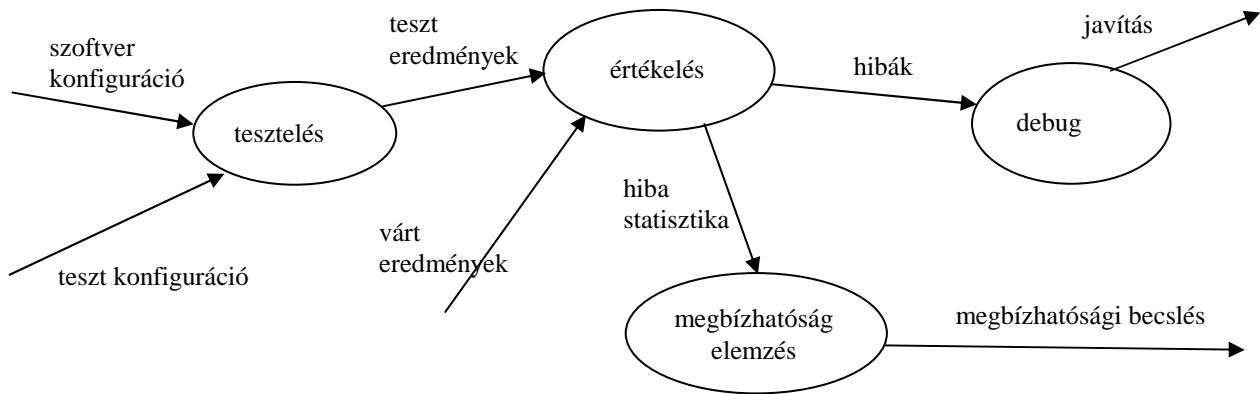 szoftver
konfiguráció
tesztelés
teszt konfiguráció
teszt
eredmények
várt
eredmények
értékelés
hiba
statisztika
hibák
debug
javítás
megbízhatóság
elemzés
megbízhatósági becslés